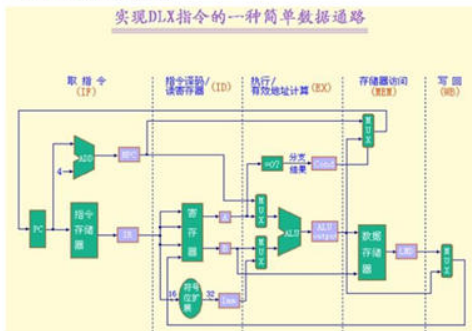 实现DLX指令的一种简单数据通路
取 指 令
(IF)
指令译码/
读寄存器 (ID)
执行/
有效地址计算 (EX)
存储器访问
(MEM)
写 回
(WB)
MUX
ADD
4
NPC
=0?
分支
结果
Cond
PC
指令
存储
器
IR
寄
存
器
A
B
MUX
MUX
ALU
ALU
output
数据
存储
器
LMD
MUX
16
符号
位扩
展
32
Imm